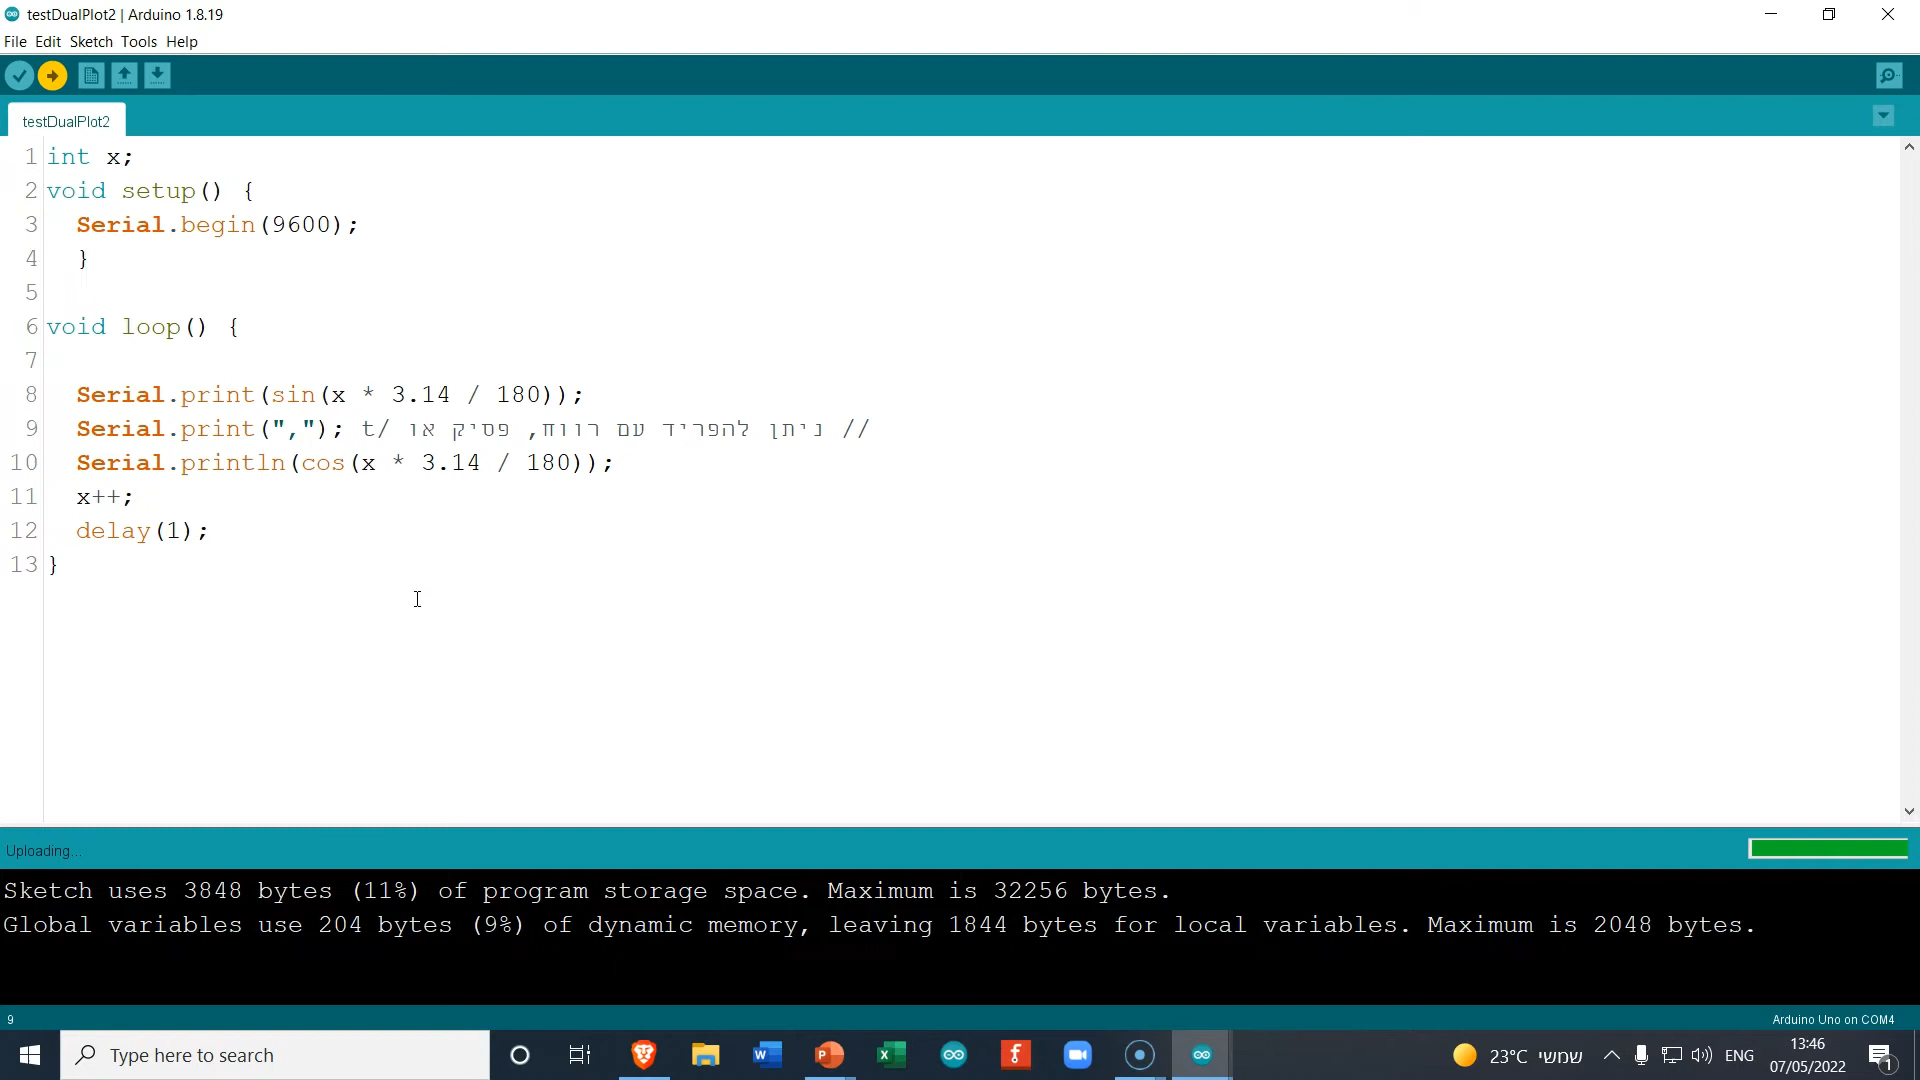 testDualPlot2 | Arduino 1.8.19
File Edit Sketch Tools Help
testDualPlot2
1 int x;
2 void setup() {
3 Serial.begin(9600);
4 }
5
6 void loop() {
7
8 Serial.print(sin(x * 3.14 / 180));
9 Serial.print(","); // ניתן להפריד עם רווח, פסיק או /t
10 Serial.println(cos(x * 3.14 / 180));
11 x++;
12 delay(1);
13 }
Uploading...
Sketch uses 3848 bytes (11%) of program storage space. Maximum is 32256 bytes.
Global variables use 204 bytes (9%) of dynamic memory, leaving 1844 bytes for local variables. Maximum is 2048 bytes.
9
Arduino Uno on COM4
Type here to search
23°C שמשי
ENG
13:46
07/05/2022
1